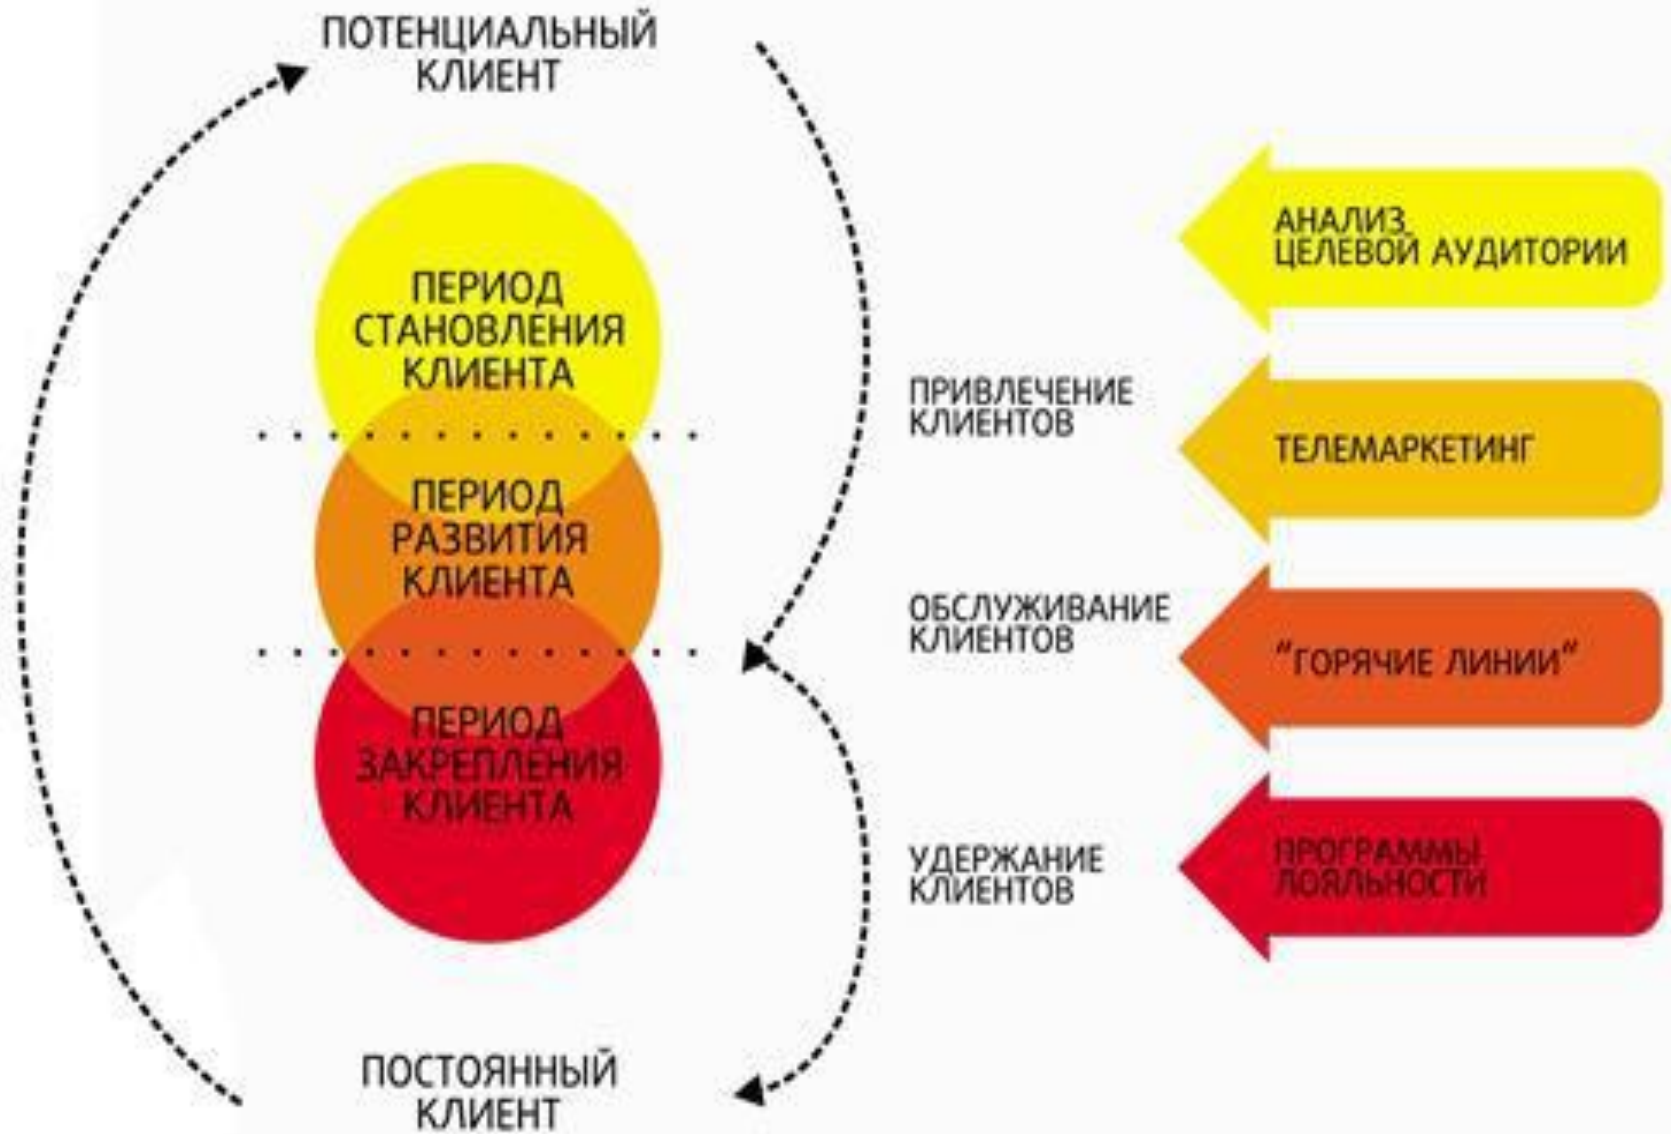 ПОТЕНЦИАЛЬНЫЙ
КЛИЕНТ
ПЕРИОД
СТАНОВЛЕНИЯ
КЛИЕНТА
ПЕРИОД
РАЗВИТИЯ
КЛИЕНТА
ПЕРИОД
ЗАКРЕПЛЕНИЯ
КЛИЕНТА
ПОСТОЯННЫЙ
КЛИЕНТ
ПРИВЛЕЧЕНИЕ
КЛИЕНТОВ
ОБСЛУЖИВАНИЕ
КЛИЕНТОВ
УДЕРЖАНИЕ
КЛИЕНТОВ
АНАЛИЗ
ЦЕЛЕВОЙ АУДИТОРИИ
ТЕЛЕМАРКЕТИНГ
“ГОРЯЧИЕ ЛИНИИ“
ПРОГРАММЫ
ЛОЯЛЬНОСТИ